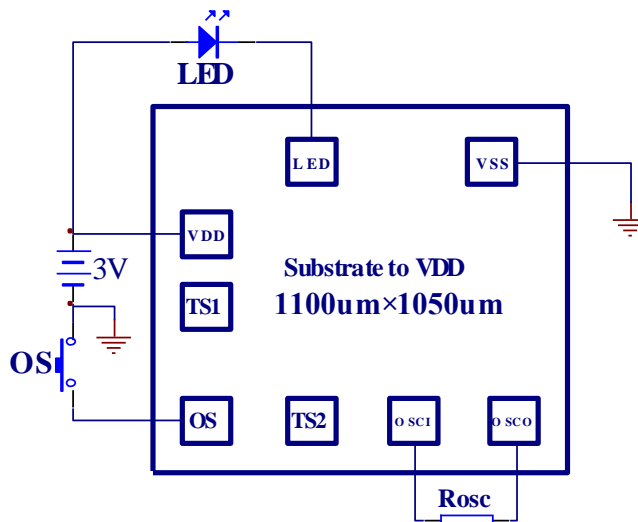 LED
LED
VSS
VDD
3V
Substrate to VDD
1100um×1050um
TS1
OS
OS
TS2
OSCI
OSCO
Rosc